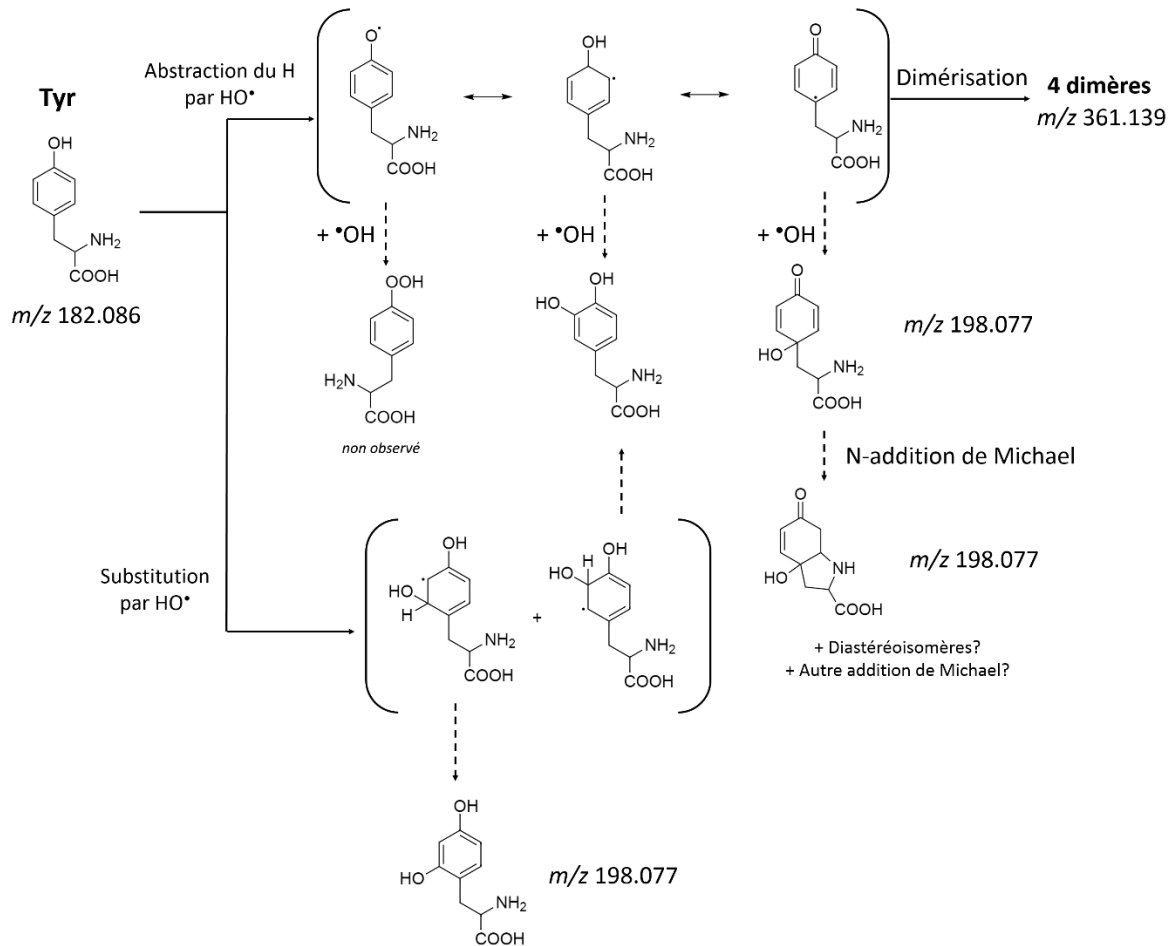 Tyr
OH
NH₂
COOH
m/z 182.086
Abstraction du H
par HO•
O•
NH₂
COOH
OH
NH₂
COOH
O
NH₂
COOH
Dimérisation
4 dimères
m/z 361.139
+ •OH
+ •OH
+ •OH
OOH
H₂N
COOH
non observé
OH
HO
NH₂
COOH
O
HO
NH₂
COOH
m/z 198.077
N-addition de Michael
O
HO
NH
COOH
m/z 198.077
+ Diastéréoisomères?
+ Autre addition de Michael?
Substitution
par HO•
OH
HO
H
NH₂
COOH
+
OH
H
HO
NH₂
COOH
OH
HO
NH₂
COOH
m/z 198.077